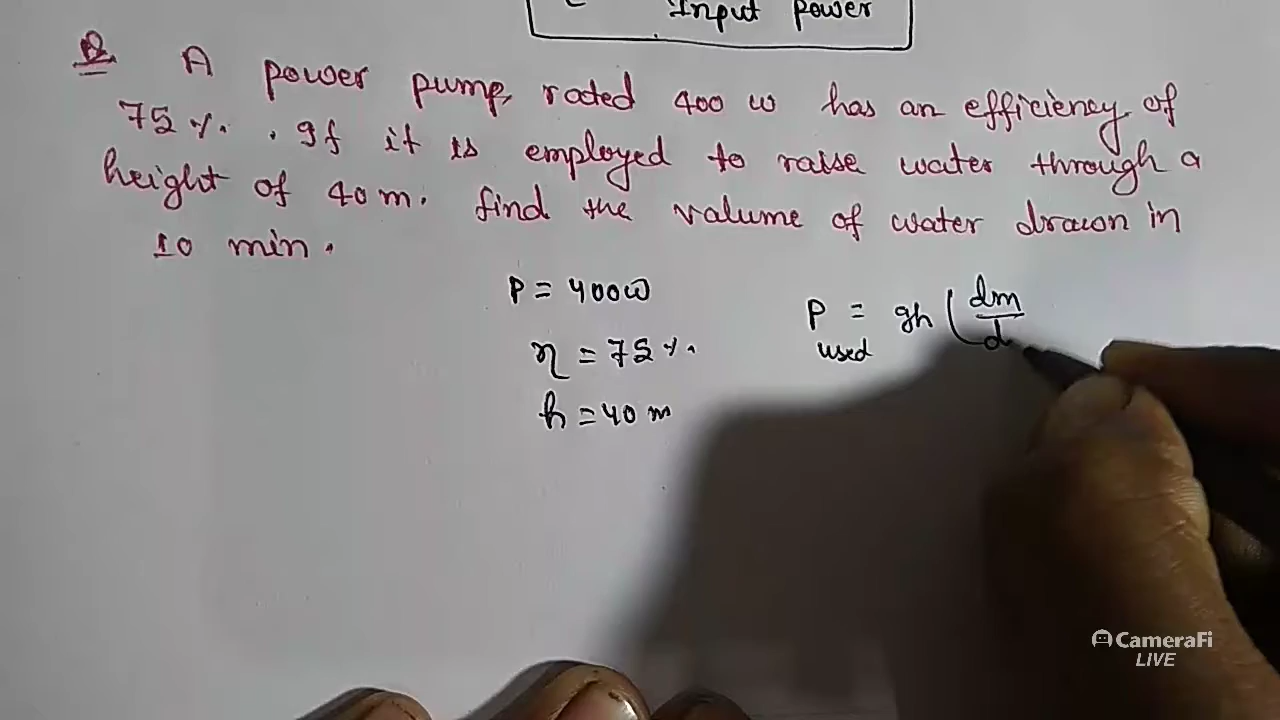 Input power
Q A power pump, rated 400 w has an efficiency of
75 %. . If it is employed to raise water through a
height of 40 m. find the valume of water drawn in
10 min.
P = 400w
η = 75 %.
h = 40 m
P = gh ( dm
d
used
CameraFi
LIVE